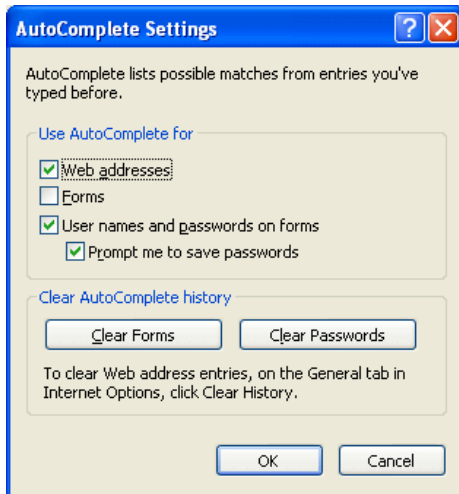 AutoComplete Settings
AutoComplete lists possible matches from entries you've
typed before.
Use AutoComplete for
Web addresses
Forms
User names and passwords on forms
Prompt me to save passwords
Clear AutoComplete history
Clear Forms Clear Passwords
To clear Web address entries, on the General tab in
Internet Options, click Clear History.
OK Cancel